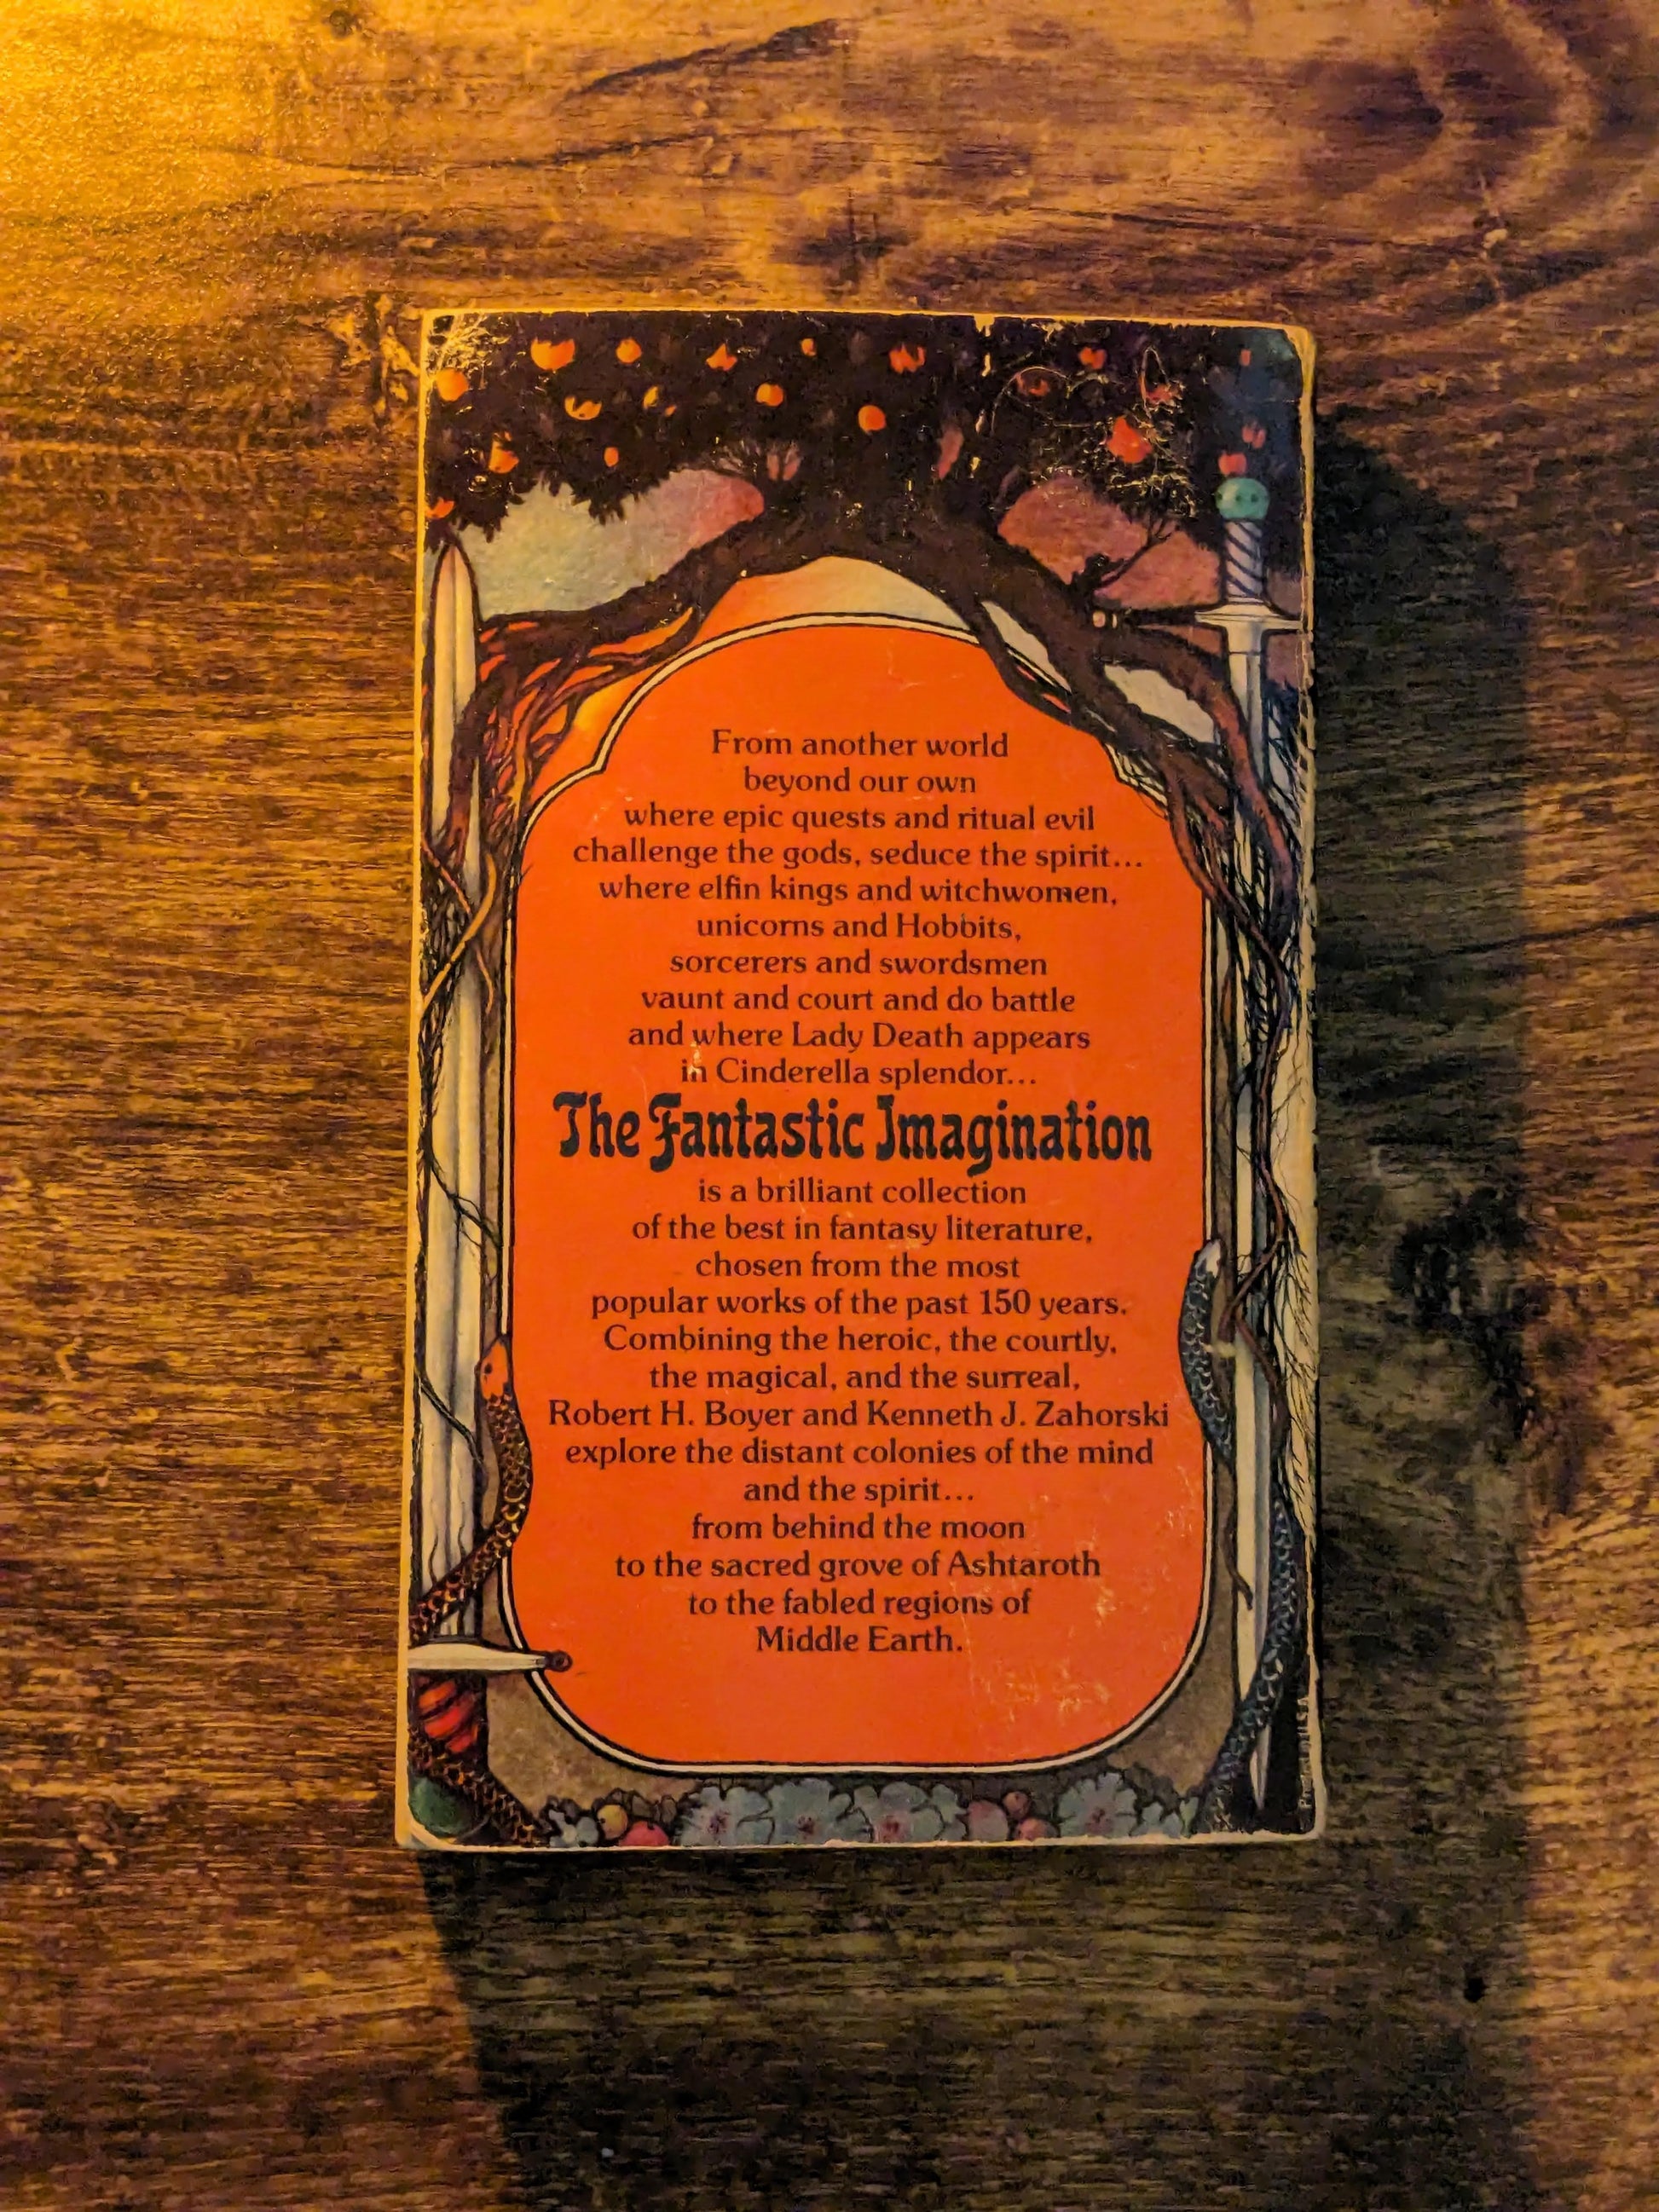 From another world
beyond our own
where epic quests and ritual evil
challenge the gods, seduce the spirit...
where elfin kings and witchwomen,
unicorns and Hobbits,
sorcerers and swordsmen
vaunt and court and do battle
and where Lady Death appears
in Cinderella splendor...
The Fantastic Imagination
is a brilliant collection
of the best in fantasy literature,
chosen from the most
popular works of the past 150 years.
Combining the heroic, the courtly,
the magical, and the surreal,
Robert H. Boyer and Kenneth J. Zahorski
explore the distant colonies of the mind
and the spirit...
from behind the moon
to the sacred grove of Ashtaroth
to the fabled regions of
Middle Earth.
Printed in U.S.A.